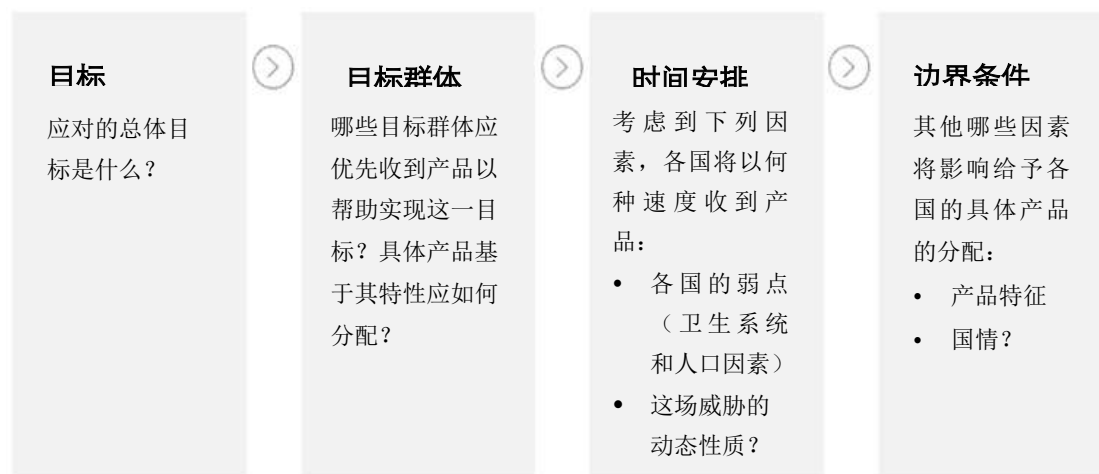 目标
应对的总体目
标是什么？
目标群体
哪些目标群体应
优先收到产品以
帮助实现这一目
标？具体产品基
于其特性应如何
分配？
时间安排
考虑到下列因
素，各国将以何
种速度收到产
品：
• 各国的弱点
（卫生系统
和人口因素）
• 这场威胁的
动态性质？
边界条件
其他哪些因素
将影响给予各
国的具体产品
的分配：
• 产品特征
• 国情？